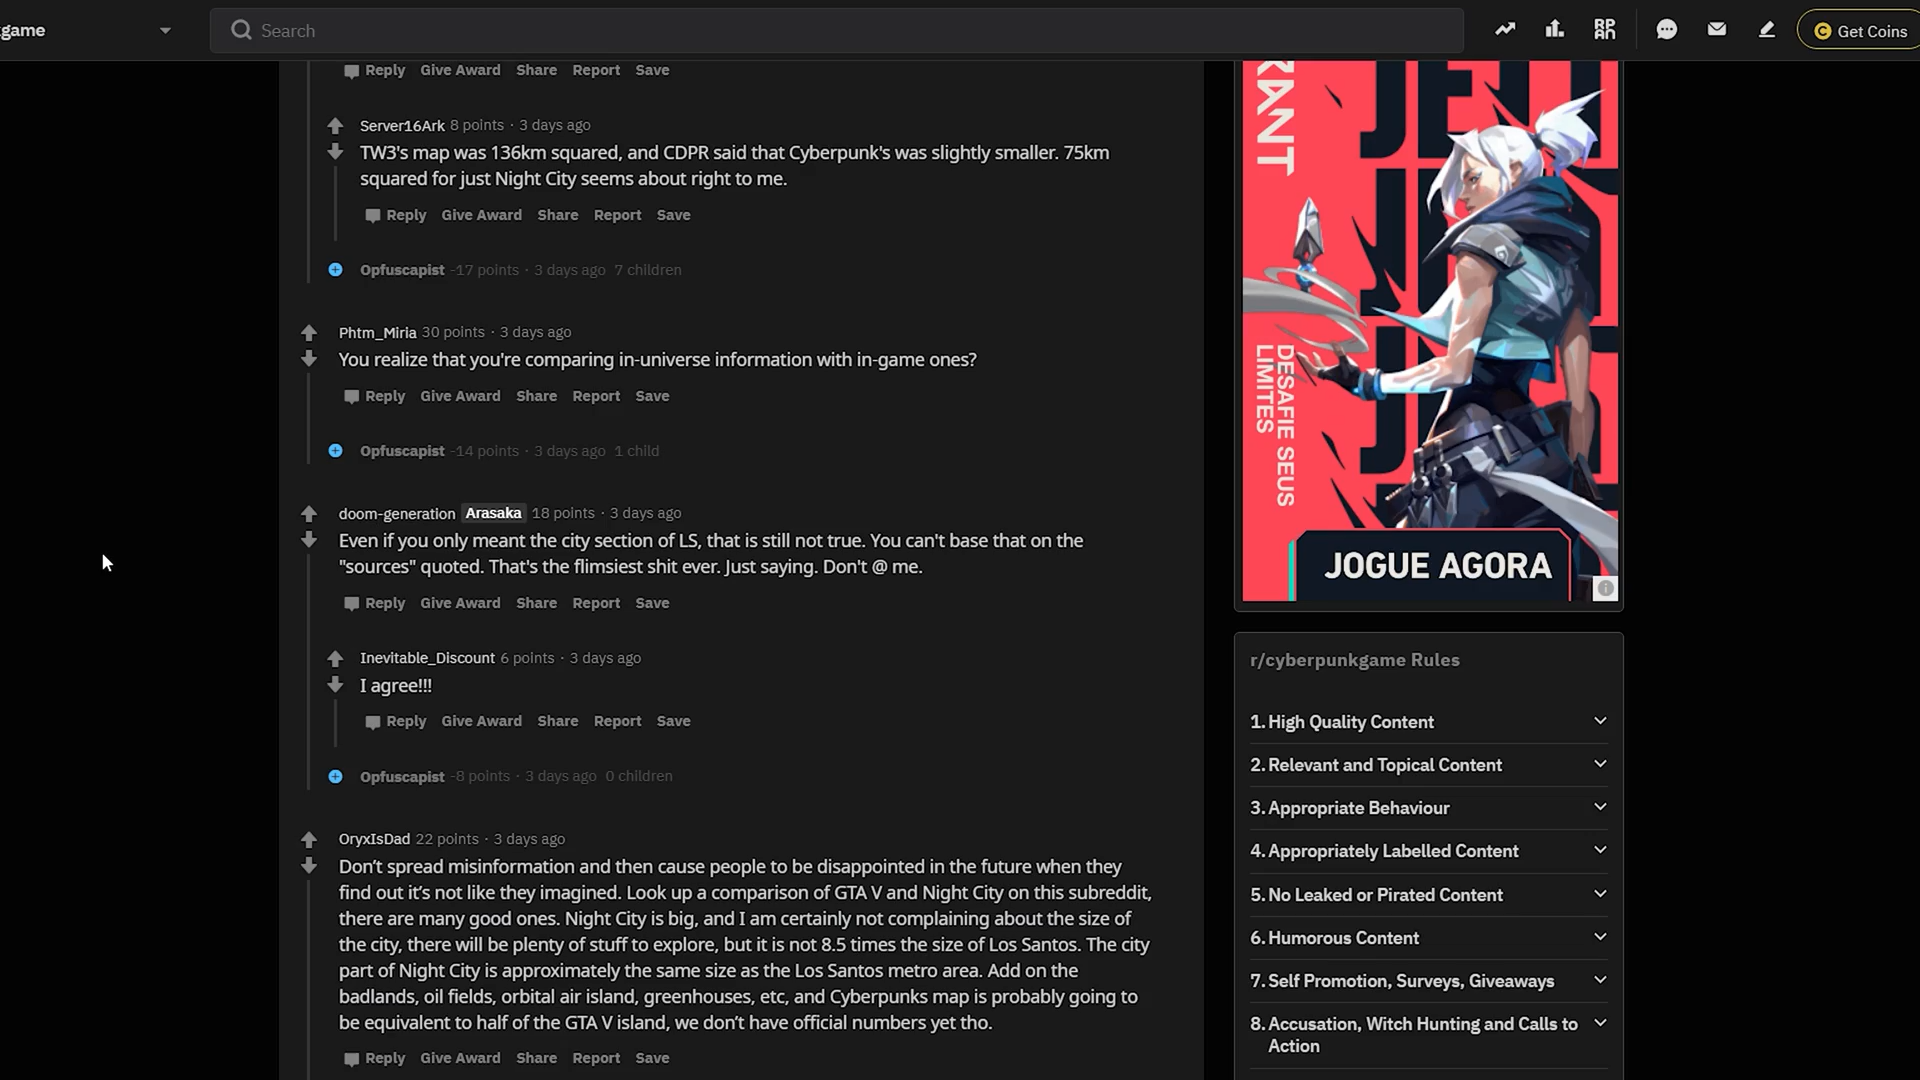 game
Search
Get Coins
Reply Give Award Share Report Save
Server16Ark 8 points · 3 days ago
TW3's map was 136km squared, and CDPR said that Cyberpunk's was slightly smaller. 75km
squared for just Night City seems about right to me.
Reply Give Award Share Report Save
Opfuscapist -17 points · 3 days ago 7 children
Phtm_Miria 30 points · 3 days ago
You realize that you're comparing in-universe information with in-game ones?
Reply Give Award Share Report Save
Opfuscapist -14 points · 3 days ago 1 child
doom-generation Arasaka 18 points · 3 days ago
Even if you only meant the city section of LS, that is still not true. You can't base that on the
"sources" quoted. That's the flimsiest shit ever. Just saying. Don't @ me.
Reply Give Award Share Report Save
Inevitable_Discount 6 points · 3 days ago
I agree!!!
Reply Give Award Share Report Save
Opfuscapist -8 points · 3 days ago 0 children
OryxIsDad 22 points · 3 days ago
Don’t spread misinformation and then cause people to be disappointed in the future when they
find out it’s not like they imagined. Look up a comparison of GTA V and Night City on this subreddit,
there are many good ones. Night City is big, and I am certainly not complaining about the size of
the city, there will be plenty of stuff to explore, but it is not 8.5 times the size of Los Santos. The city
part of Night City is approximately the same size as the Los Santos metro area. Add on the
badlands, oil fields, orbital air island, greenhouses, etc, and Cyberpunks map is probably going to
be equivalent to half of the GTA V island, we don’t have official numbers yet tho.
Reply Give Award Share Report Save
RANT
DESAFIE SEUS
LIMITES
JOGUE AGORA
r/cyberpunkgame Rules
1. High Quality Content
2. Relevant and Topical Content
3. Appropriate Behaviour
4. Appropriately Labelled Content
5. No Leaked or Pirated Content
6. Humorous Content
7. Self Promotion, Surveys, Giveaways
8. Accusation, Witch Hunting and Calls to
Action